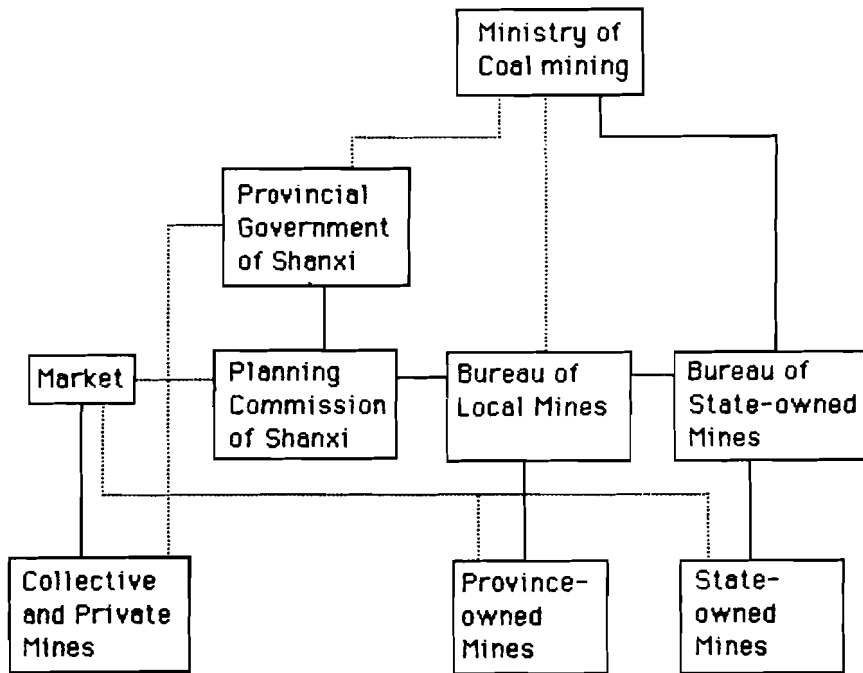 Ministry of
Coal mining
Provincial
Government
of Shanxi
Market
Planning
Commission
of Shanxi
Bureau of
Local Mines
Bureau of
State-owned
Mines
Collective
and Private
Mines
Province-
owned
Mines
State-
owned
Mines